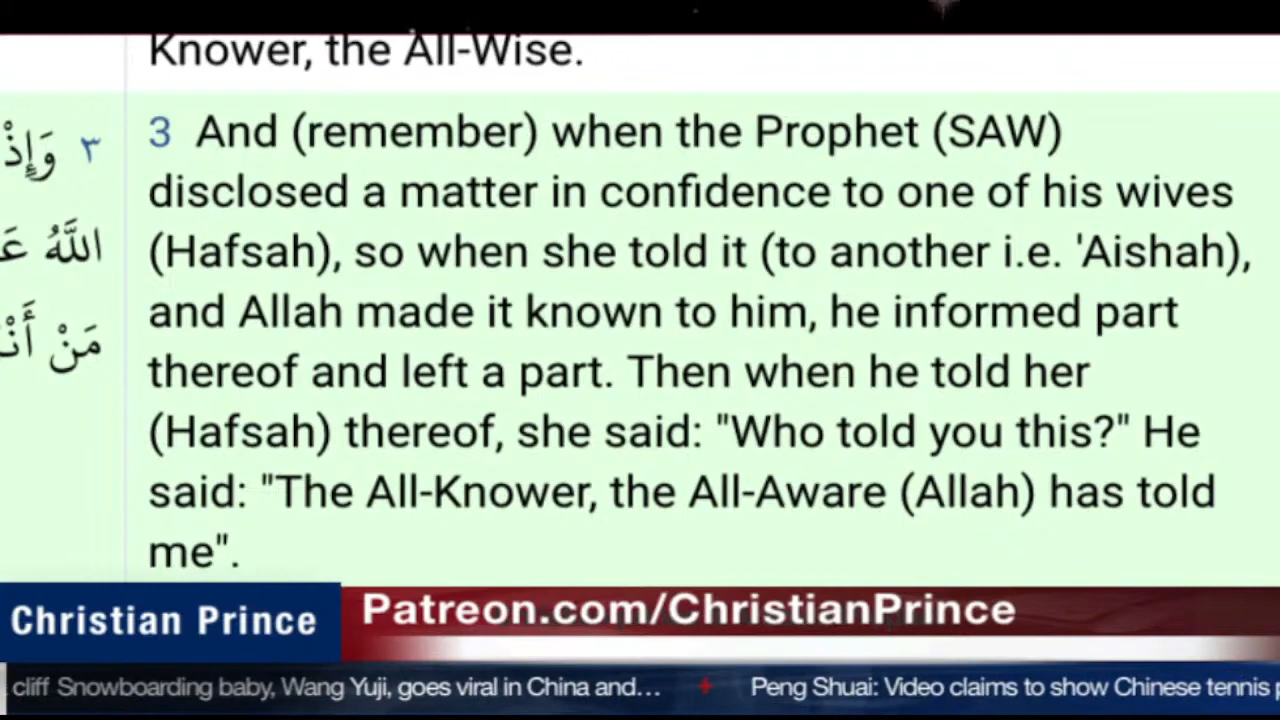 Knower, the All-Wise.
3 And (remember) when the Prophet (SAW)
disclosed a matter in confidence to one of his wives
(Hafsah), so when she told it (to another i.e. 'Aishah),
and Allah made it known to him, he informed part
thereof and left a part. Then when he told her
(Hafsah) thereof, she said: "Who told you this?" He
said: "The All-Knower, the All-Aware (Allah) has told
me".
٣ وَإِذْ
اللَّهُ عَ
مَنْ أَنْ
Christian Prince
Patreon.com/ChristianPrince
cliff Snowboarding baby, Wang Yuji, goes viral in China and... Peng Shuai: Video claims to show Chinese tennis